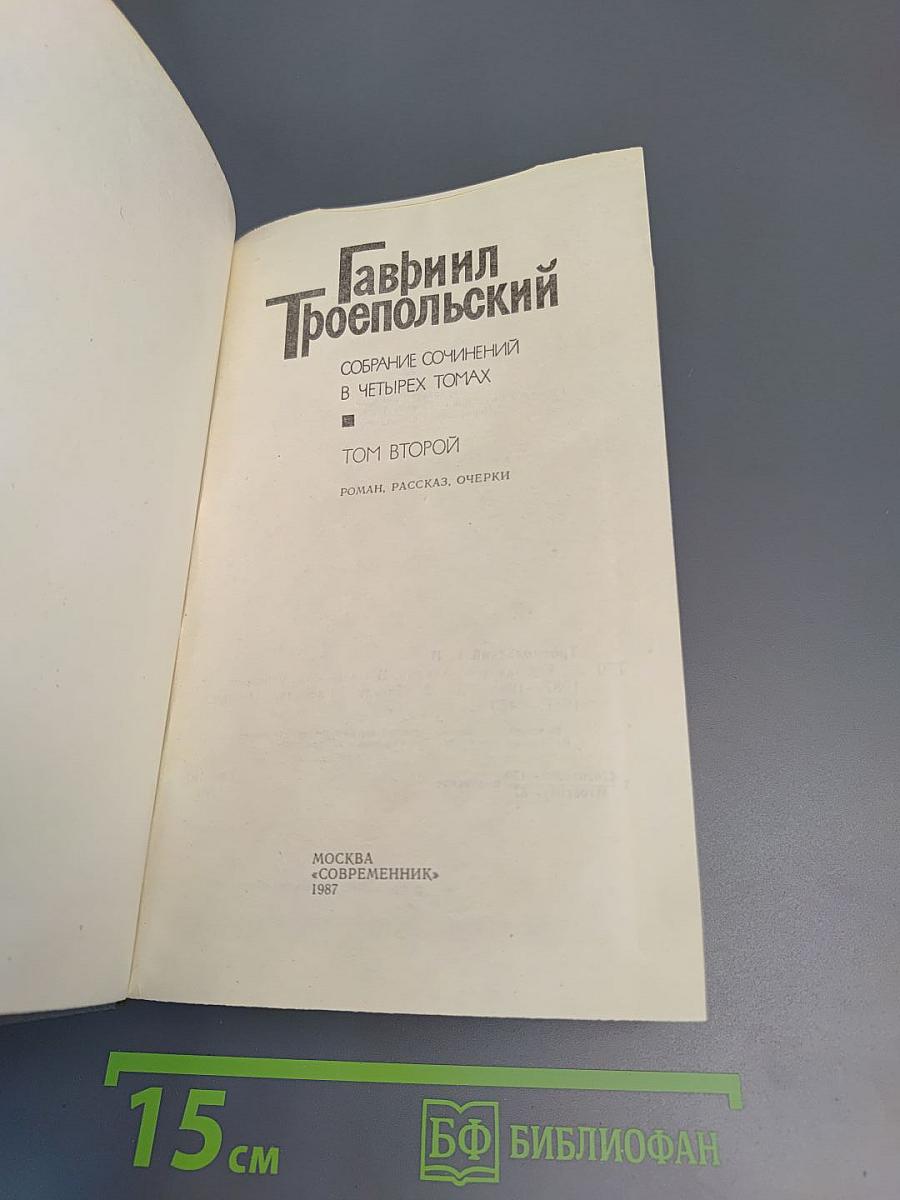 Гавриил
Троепольский
СОБРАНИЕ СОЧИНЕНИЙ
В ЧЕТЫРЕХ ТОМАХ
ТОМ ВТОРОЙ
РОМАН, РАССКАЗ, ОЧЕРКИ
МОСКВА
«СОВРЕМЕННИК»
1987
15 см
БФ БИБЛИОФАН